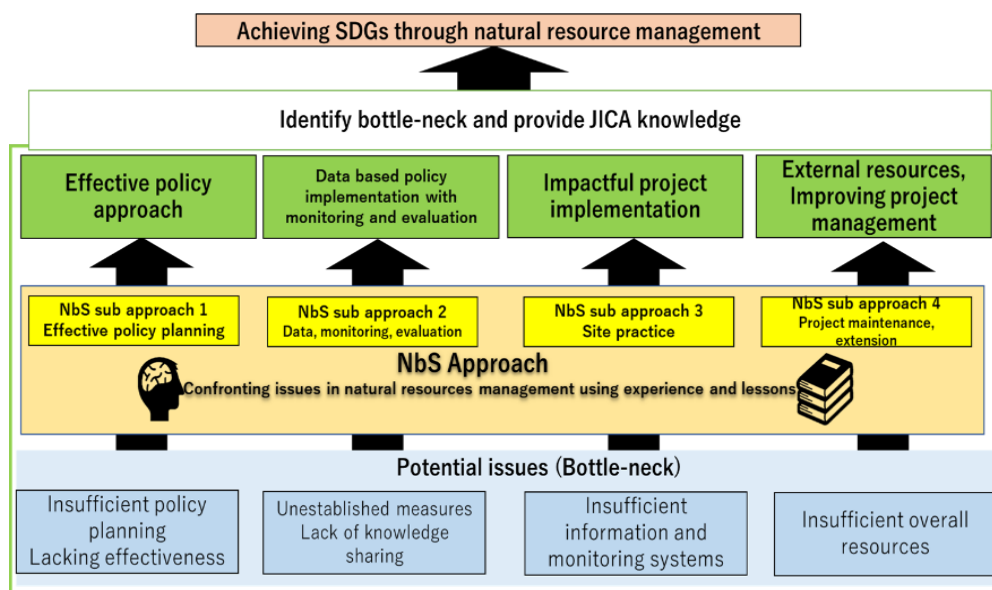 Achieving SDGs through natural resource management
Identify bottle-neck and provide JICA knowledge
Effective policy
approach
Data based policy
implementation with
monitoring and evaluation
Impactful project
implementation
External resources,
Improving project
management
NbS sub approach 1
Effective policy planning
NbS sub approach 2
Data, monitoring, evaluation
NbS sub approach 3
Site practice
NbS sub approach 4
Project maintenance,
extension
NbS Approach
Confronting issues in natural resources management using experience and lessons
Potential issues (Bottle-neck)
Insufficient policy
planning
Lacking effectiveness
Unestablished measures
Lack of knowledge
sharing
Insufficient
information and
monitoring systems
Insufficient overall
resources